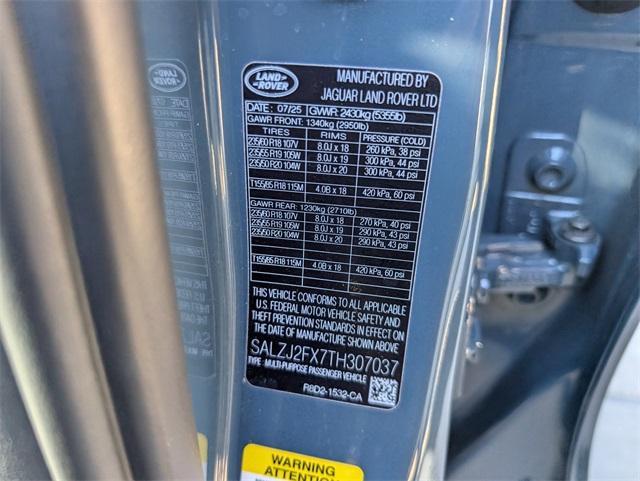 LAND
ROVER
MANUFACTURED BY
JAGUAR LAND ROVER LTD
DATE: 07/25 GVWR: 2430kg (5355lb)
GAWR FRONT: 1340kg (2950lb)
TIRES RIMS PRESSURE (COLD)
235/60 R18 107V 8.0J x 18 260 kPa, 38 psi
235/55 R19 105W 8.0J x 19 300 kPa, 44 psi
235/50 R20 104W 8.0J x 20 300 kPa, 44 psi
T155/85 R18 115M 4.0B x 18 420 kPa, 60 psi
GAWR REAR: 1230kg (2710lb)
235/60 R18 107V 8.0J x 18 270 kPa, 40 psi
235/55 R19 105W 8.0J x 19 290 kPa, 43 psi
235/50 R20 104W 8.0J x 20 290 kPa, 43 psi
T155/85 R18 115M 4.0B x 18 420 kPa, 60 psi
THIS VEHICLE CONFORMS TO ALL APPLICABLE
U.S. FEDERAL MOTOR VEHICLE SAFETY AND
THEFT PREVENTION STANDARDS IN EFFECT ON
THE DATE OF MANUFACTURE SHOWN ABOVE
SALZJ2FX7TH307037
TYPE: MULTI-PURPOSE PASSENGER VEHICLE
R8D2-1532-CA
WARNING
Airbag